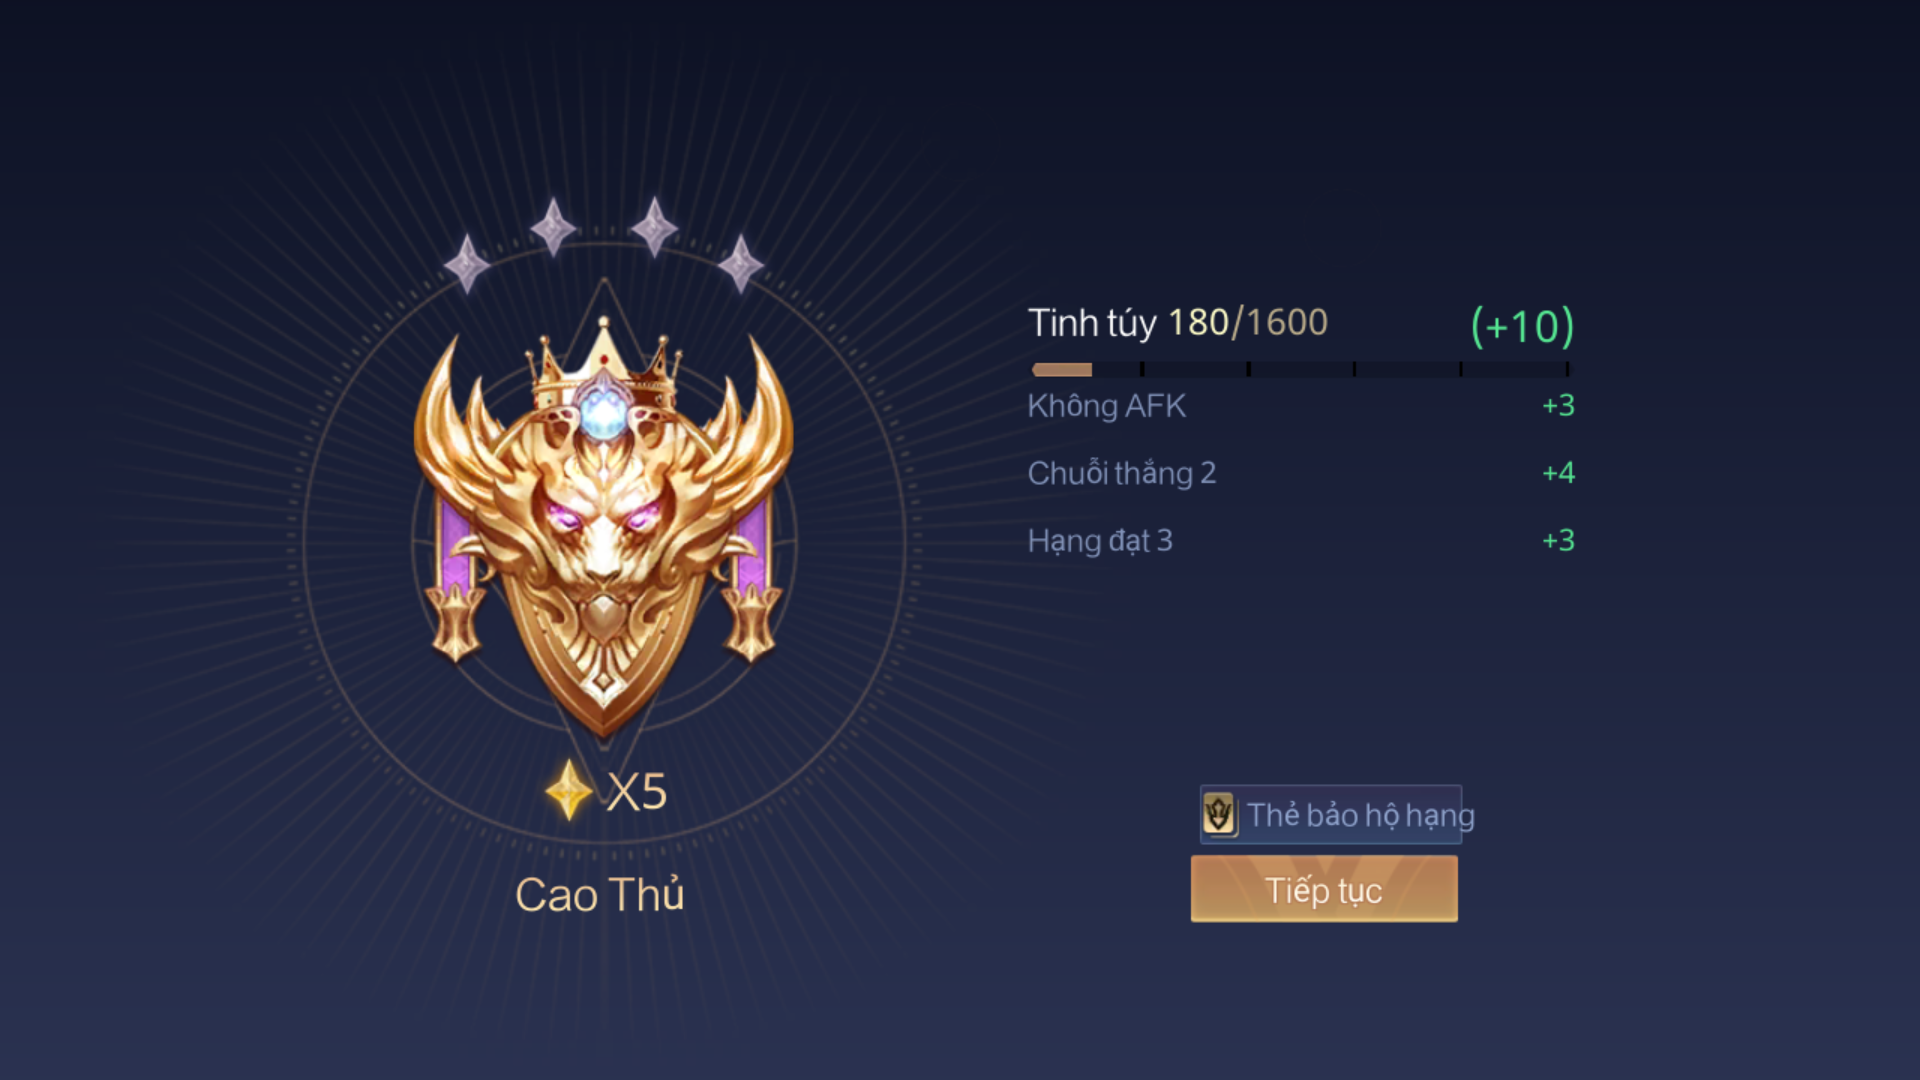 Tinh túy 180/1600 (+10)
Không AFK +3
Chuỗi thắng 2 +4
Hạng đạt 3 +3
X5
Cao Thủ
Thẻ bảo hộ hạng
Tiếp tục